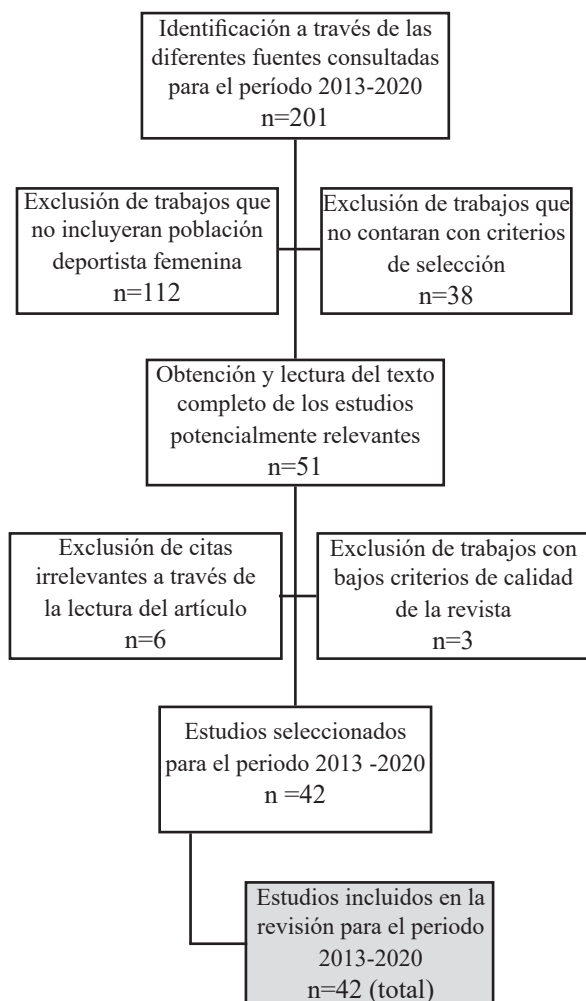 Identificación a través de las
diferentes fuentes consultadas
para el período 2013-2020
n=201
Exclusión de trabajos que
no incluyeran población
deportista femenina
n=112
Exclusión de trabajos que
no contaran con criterios
de selección
n=38
Obtención y lectura del texto
completo de los estudios
potencialmente relevantes
n=51
Exclusión de citas
irrelevantes a través de
la lectura del artículo
n=6
Exclusión de trabajos con
bajos criterios de calidad
de la revista
n=3
Estudios seleccionados
para el periodo 2013 -2020
n =42
Estudios incluidos en la
revisión para el periodo
2013-2020
n=42 (total)